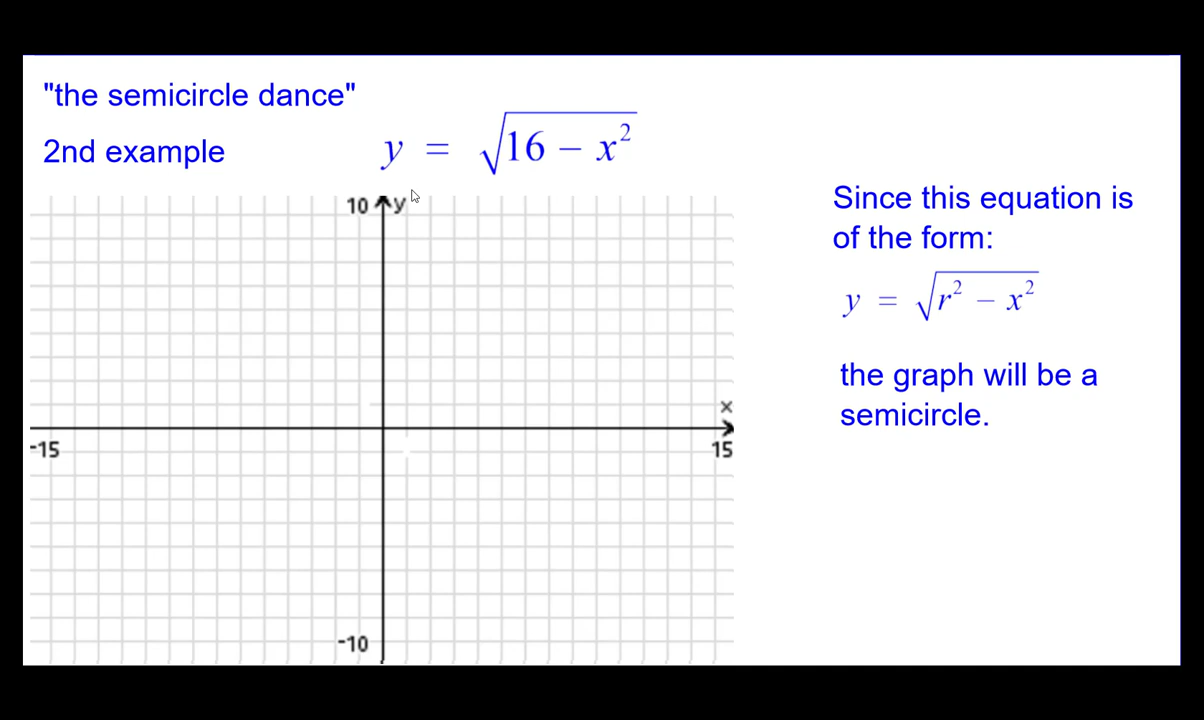 "the semicircle dance"
2nd example
y = √(16 − x²)
Since this equation is
of the form:
y = √(r² − x²)
the graph will be a
semicircle.
10 y
x
-15 15
-10